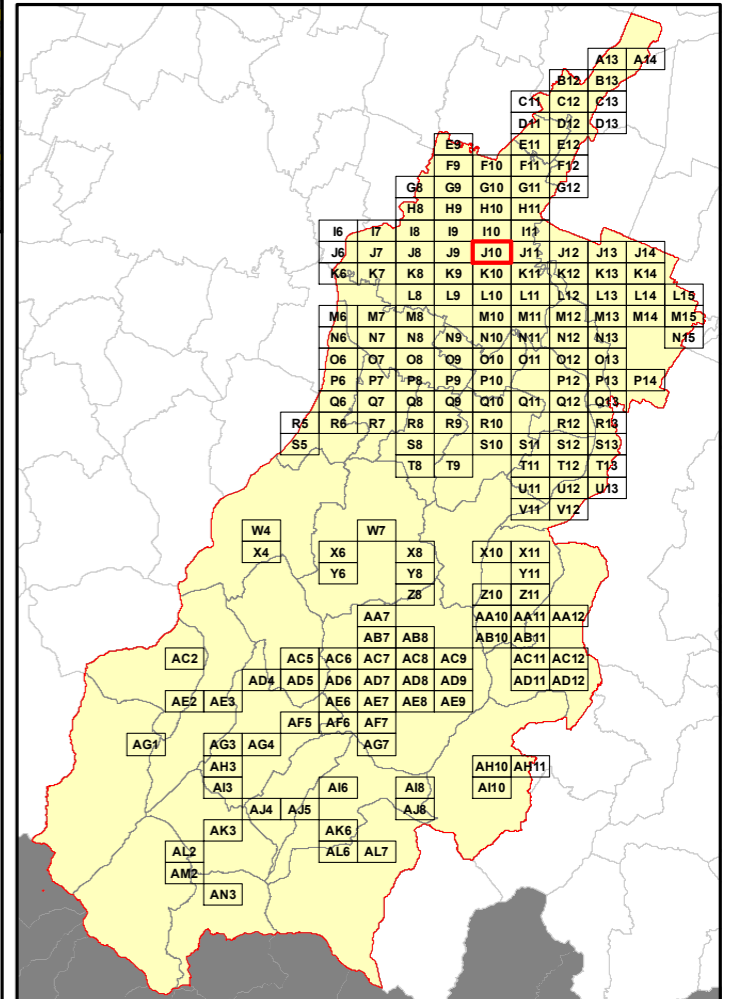 A13 A14
B12 B13
C11 C12 C13
D11 D12 D13
E9 E11 E12
F9 F10 F11 F12
G8 G9 G10 G11 G12
H8 H9 H10 H11
I6 I7 I8 I9 I10 I11
J6 J7 J8 J9 J10 J11 J12 J13 J14
K6 K7 K8 K9 K10 K11 K12 K13 K14
L8 L9 L10 L11 L12 L13 L14 L15
M6 M7 M8 M10 M11 M12 M13 M14 M15
N6 N7 N8 N9 N10 N11 N12 N13 N15
O6 O7 O8 O9 O10 O11 O12 O13
P6 P7 P8 P9 P10 P12 P13 P14
Q6 Q7 Q8 Q9 Q10 Q11 Q12 Q13
R5 R6 R7 R8 R9 R10 R12 R13
S5 S8 S10 S11 S12 S13
T8 T9 T11 T12 T13
U11 U12 U13
V11 V12
W4 W7
X4 X6 X8 X10 X11
Y6 Y8 Y11
Z8 Z10 Z11
AA7 AA10 AA11 AA12
AB7 AB8 AB10 AB11
AC2 AC5 AC6 AC7 AC8 AC9 AC11 AC12
AD4 AD5 AD6 AD7 AD8 AD9 AD11 AD12
AE2 AE3 AE6 AE7 AE8 AE9
AF5 AF6 AF7
AG1 AG3 AG4 AG7
AH3 AH10 AH11
AI3 AI6 AI8 AI10
AJ4 AJ5 AJ8
AK3 AK6
AL2 AL6 AL7
AM2
AN3